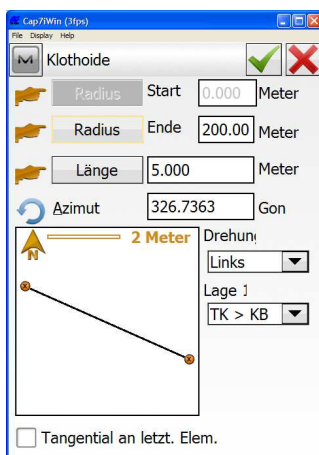 Cap7iWin (3fps)
File Display Help
M Klothoide
Radius Start 0.000 Meter
Radius Ende 200.00 Meter
Länge 5.000 Meter
Azimut 326.7363 Gon
2 Meter Drehung
N
Links
Lage 1
TK > KB
Tangential an letzt. Elem.